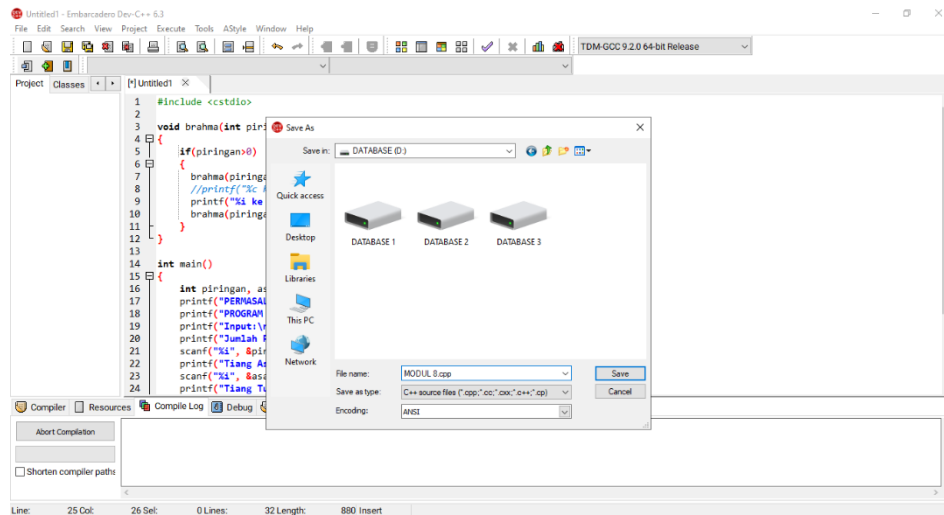 Untitled1 - Embarcadero Dev-C++ 6.3
File Edit Search View Project Execute Tools AStyle Window Help
TDM-GCC 9.2.0 64-bit Release
Project Classes
[*] Untitled1
1 #include <cstdio>
2
3 void brahma(int piri
4 {
5 if(piringan>0)
6 {
7 brahma(piringa
8 //printf("%c
9 printf("%i ke
10 brahma(piringa
11 }
12 }
13
14 int main()
15 {
16 int piringan, as
17 printf("PERMASAL
18 printf("PROGRAM
19 printf("Input:\
20 printf("Jumlah
21 scanf("%i", &pi
22 printf("Tiang As
23 scanf("%i", &asa
24 printf("Tiang Tu
Save As
Save in: DATABASE (D:)
Quick access
Desktop
Libraries
This PC
Network
DATABASE 1 DATABASE 2 DATABASE 3
File name: MODUL 8.cpp Save
Save as type: C++ source files (*.cpp;*.cc;*.cxx;*.c++;*.cp) Cancel
Encoding: ANSI
Compiler Resources Compile Log Debug
Abort Compilation
Shorten compiler paths
Line: 25 Col: 26 Sel: 0 Lines: 32 Length: 880 Insert